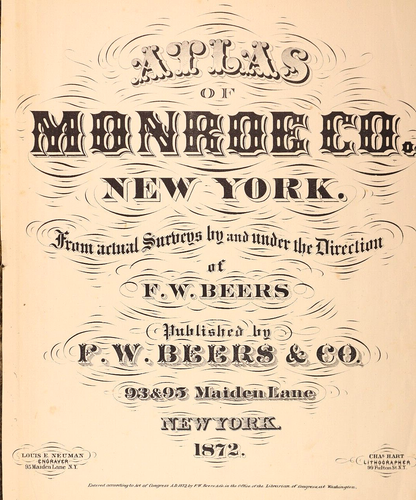 ATLAS
OF
MONROE CO.
NEW YORK.
From actual Surveys by and under the Direction
of
F. W. BEERS
Published by
F. W. BEERS & CO.
93 & 95 Maiden Lane
NEW YORK.
1872.
LOUIS E. NEUMAN
ENGRAVER
93 Maiden Lane N.Y.
CHAS. HART
LITHOGRAPHER
99 Fulton St. N.Y.
Entered according to Act of Congress A.D. 1872, by F.W. Beers & Co. in the Office of the Librarian of Congress, at Washington.